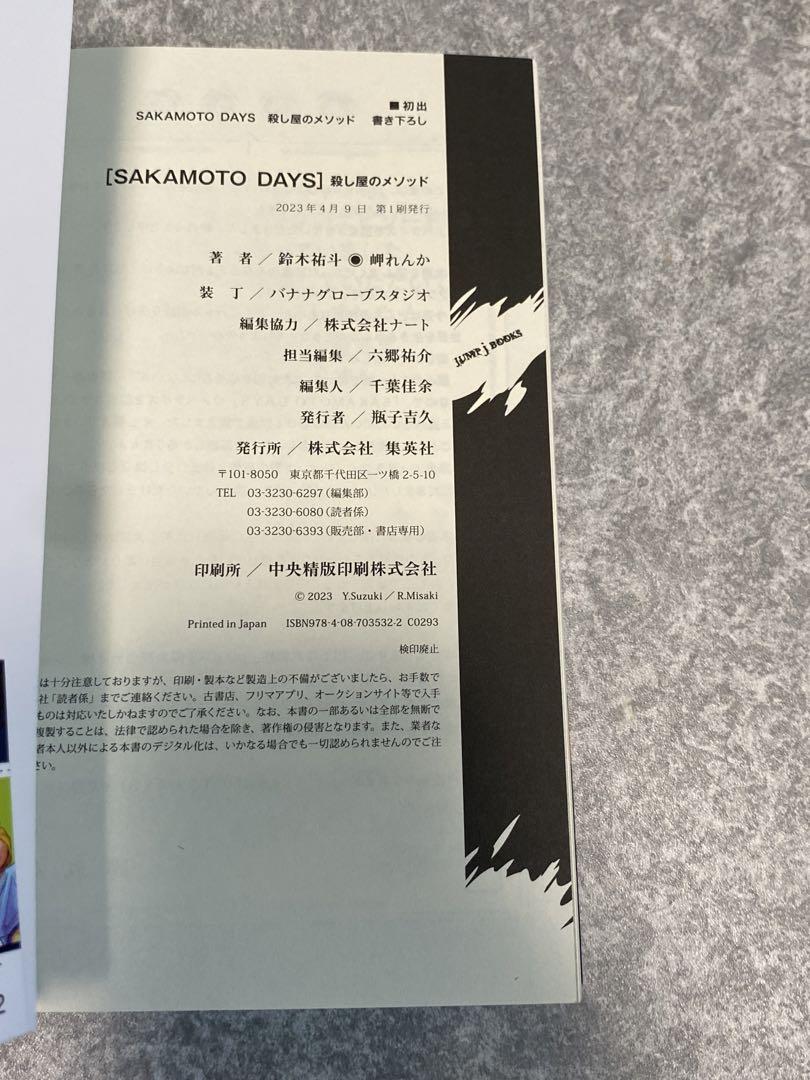 ■初出
SAKAMOTO DAYS 殺し屋のメソッド 書き下ろし
[SAKAMOTO DAYS] 殺し屋のメソッド
2023年4月9日 第1刷発行
著 者／鈴木祐斗 ◉ 岬れんか
装 丁／バナナグローブスタジオ
編集協力／株式会社ナート
担当編集／六郷祐介
編集人／千葉佳余
発行者／瓶子吉久
発行所／株式会社 集英社
〒101-8050 東京都千代田区一ツ橋2-5-10
TEL 03-3230-6297（編集部）
03-3230-6080（読者係）
03-3230-6393（販売部・書店専用）
印刷所／中央精版印刷株式会社
© 2023 Y.Suzuki／R.Misaki
Printed in Japan ISBN978-4-08-703532-2 C0293
検印廃止
は十分注意しておりますが、印刷・製本など製造上の不備がございましたら、お手数で
社「読者係」までご連絡ください。古書店、フリマアプリ、オークションサイト等で入手
ものは対応いたしかねますのでご了承ください。なお、本書の一部あるいは全部を無断で
複製することは、法律で認められた場合を除き、著作権の侵害となります。また、業者な
者本人以外による本書のデジタル化は、いかなる場合でも一切認められませんのでご注
さい。
JUMP j BOOKS
2